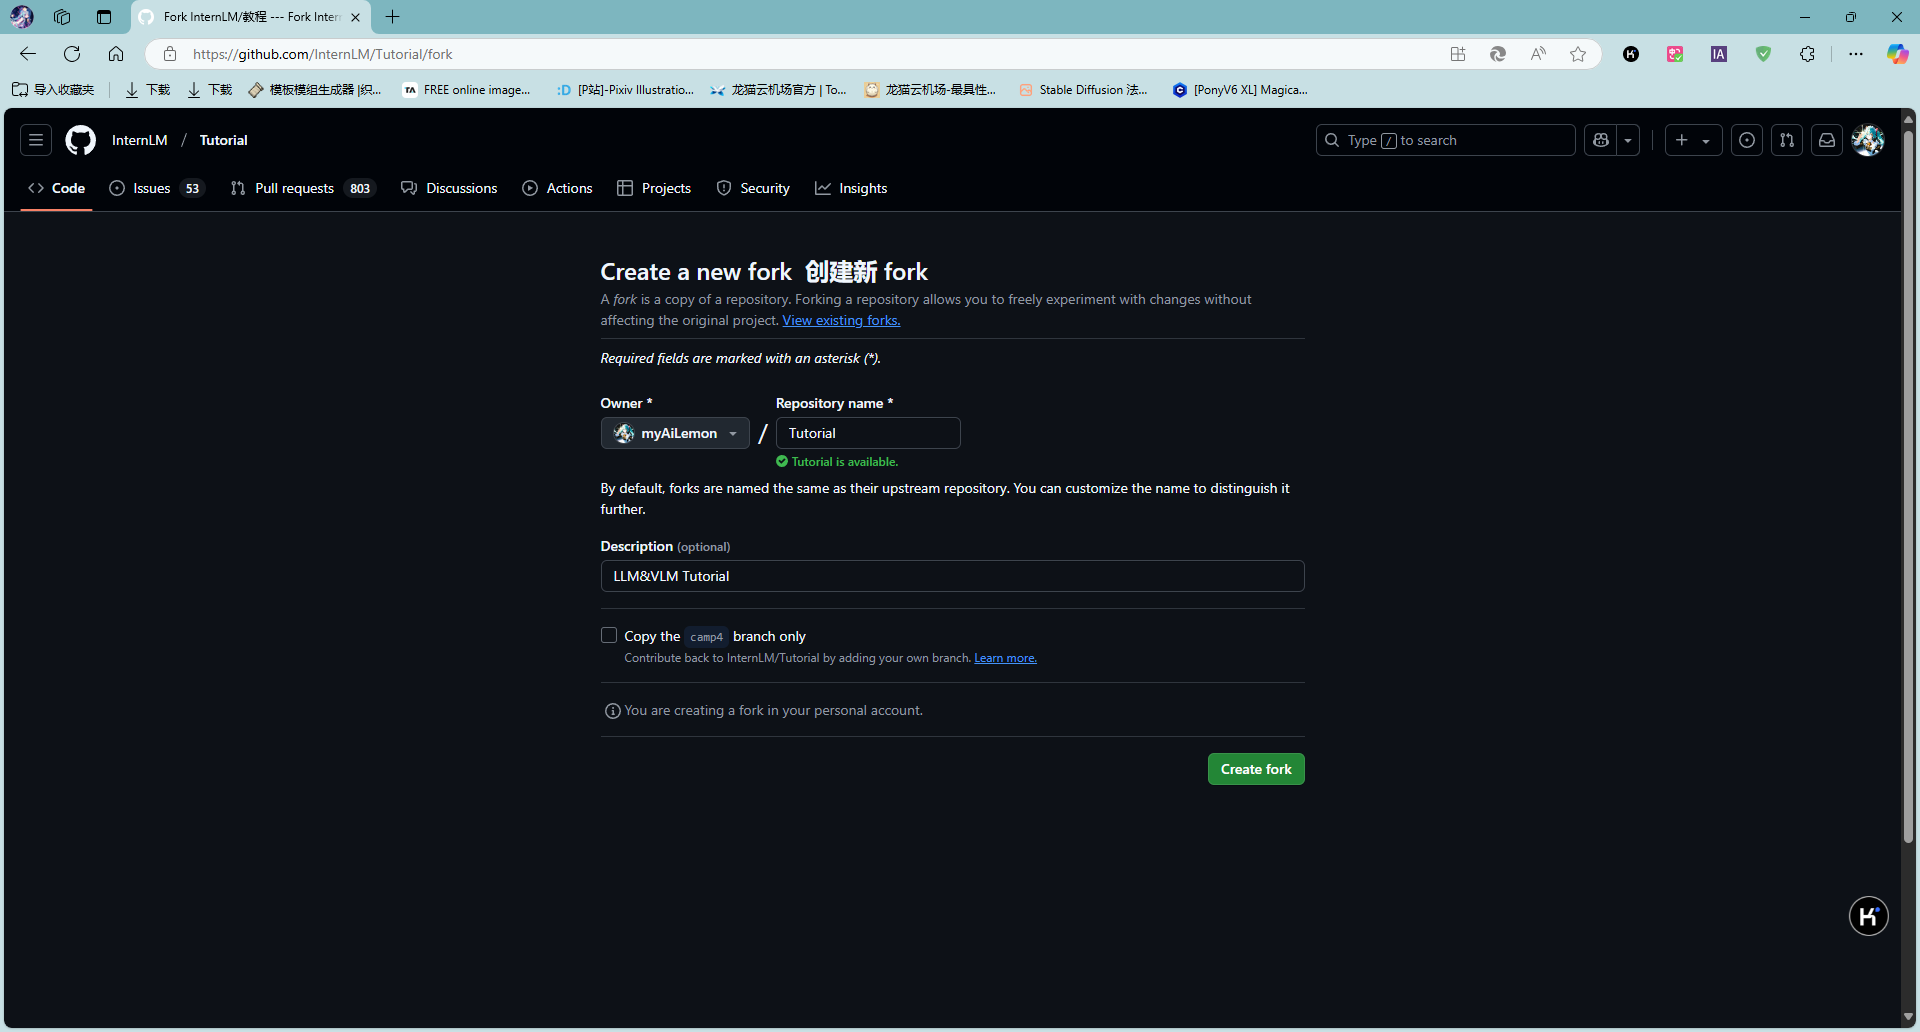 Fork InternLM/教程 --- Fork Inter
https://github.com/InternLM/Tutorial/fork
导入收藏夹 下载 下载 模板模组生成器 |织... TA FREE online image... :D [P站]-Pixiv Illustratio... 龙猫云机场官方 | To... 龙猫云机场-最具性... Stable Diffusion 法... [PonyV6 XL] Magica...
InternLM / Tutorial
Type / to search
Code Issues 53 Pull requests 803 Discussions Actions Projects Security Insights
Create a new fork 创建新 fork
A fork is a copy of a repository. Forking a repository allows you to freely experiment with changes without
affecting the original project. View existing forks.
Required fields are marked with an asterisk (*).
Owner * Repository name *
myAiLemon / Tutorial
Tutorial is available.
By default, forks are named the same as their upstream repository. You can customize the name to distinguish it
further.
Description (optional)
LLM&VLM Tutorial
Copy the camp4 branch only
Contribute back to InternLM/Tutorial by adding your own branch. Learn more.
You are creating a fork in your personal account.
Create fork